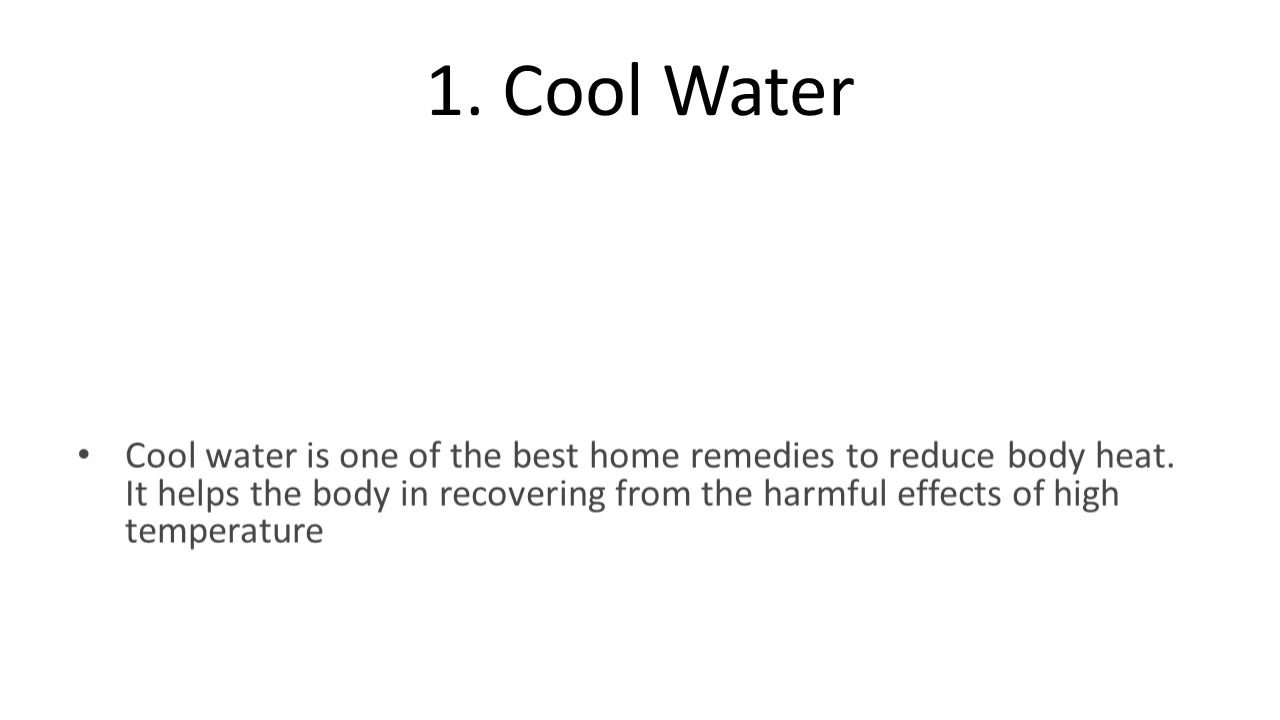 1. Cool Water
• Cool water is one of the best home remedies to reduce body heat.
It helps the body in recovering from the harmful effects of high
temperature